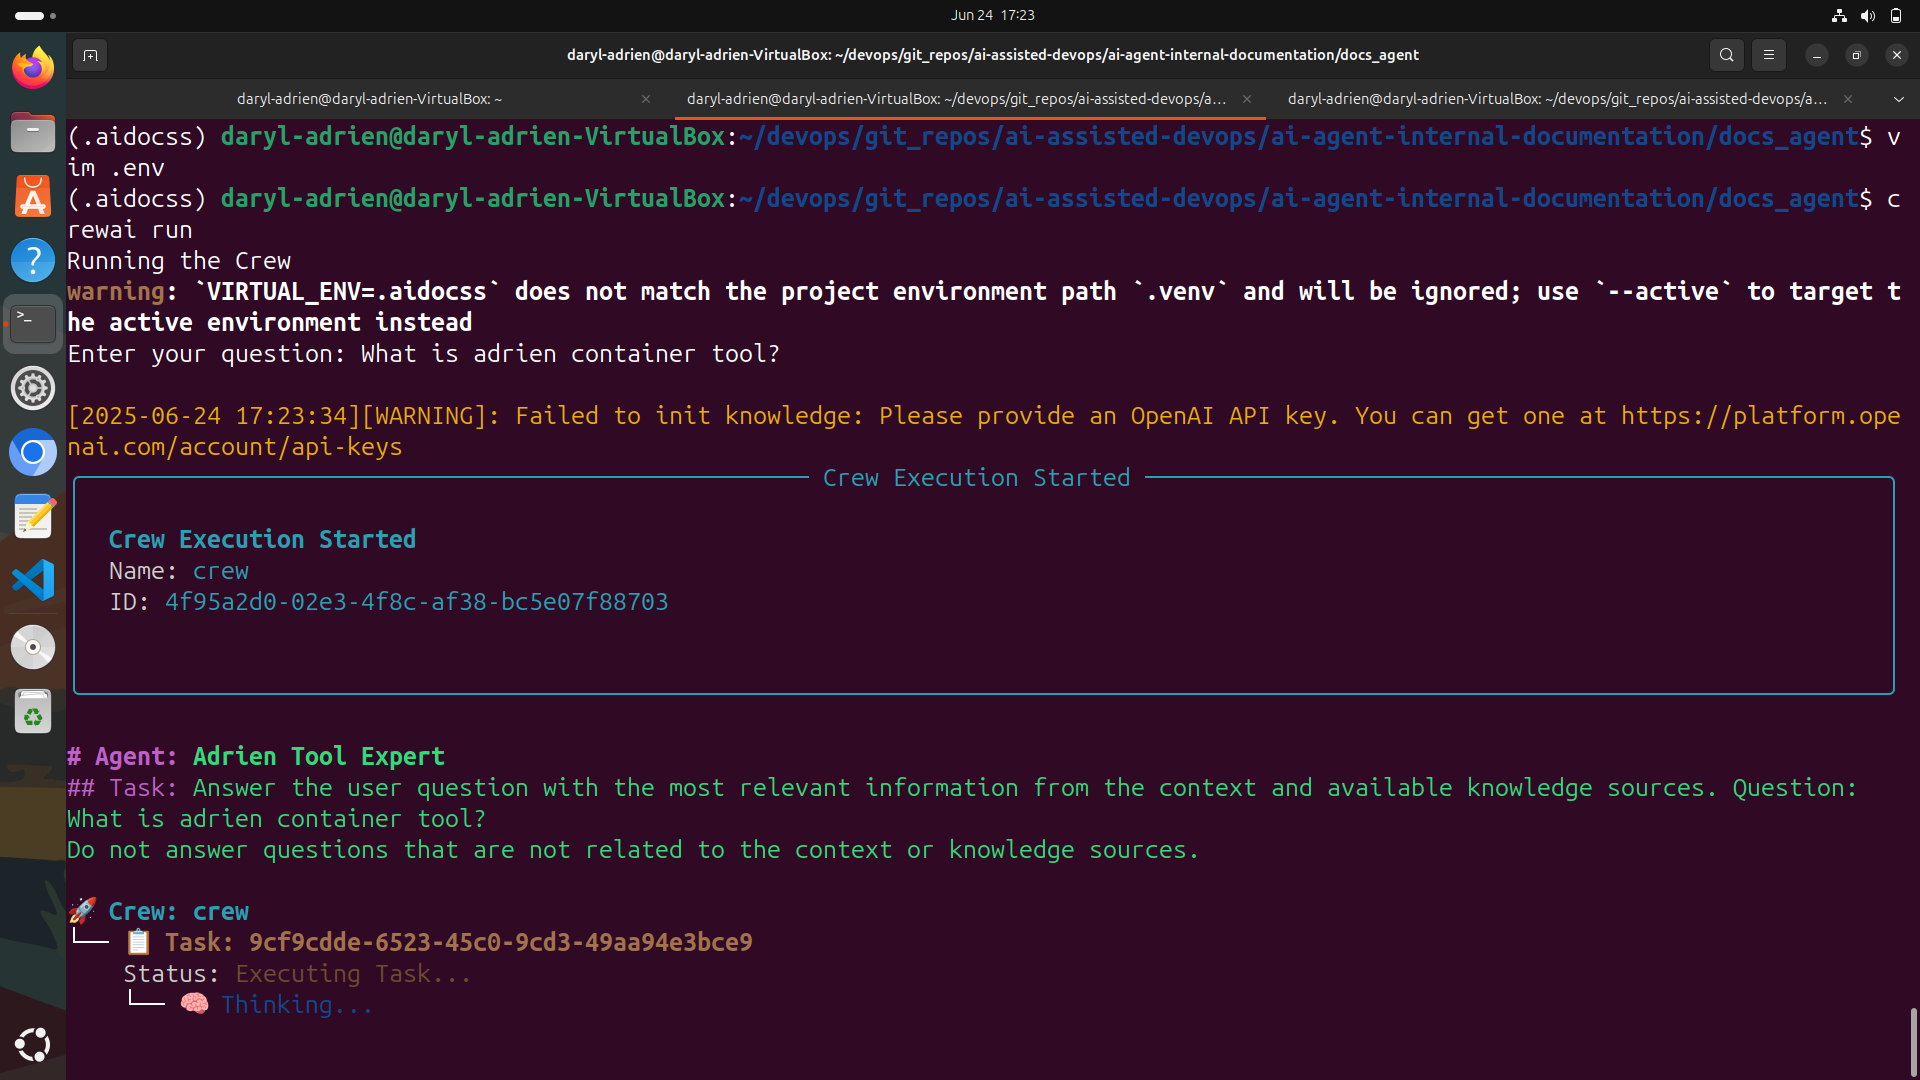 Jun 24 17:23
daryl-adrien@daryl-adrien-VirtualBox: ~/devops/git_repos/ai-assisted-devops/ai-agent-internal-documentation/docs_agent
daryl-adrien@daryl-adrien-VirtualBox: ~
daryl-adrien@daryl-adrien-VirtualBox: ~/devops/git_repos/ai-assisted-devops/a...
daryl-adrien@daryl-adrien-VirtualBox: ~/devops/git_repos/ai-assisted-devops/a...
(.aidocss) daryl-adrien@daryl-adrien-VirtualBox:~/devops/git_repos/ai-assisted-devops/ai-agent-internal-documentation/docs_agent$ v
im .env
(.aidocss) daryl-adrien@daryl-adrien-VirtualBox:~/devops/git_repos/ai-assisted-devops/ai-agent-internal-documentation/docs_agent$ c
rewai run
Running the Crew
warning: `VIRTUAL_ENV=.aidocss` does not match the project environment path `.venv` and will be ignored; use `--active` to target t
he active environment instead
Enter your question: What is adrien container tool?
[2025-06-24 17:23:34][WARNING]: Failed to init knowledge: Please provide an OpenAI API key. You can get one at https://platform.ope
nai.com/account/api-keys
Crew Execution Started
Crew Execution Started
Name: crew
ID: 4f95a2d0-02e3-4f8c-af38-bc5e07f88703
# Agent: Adrien Tool Expert
## Task: Answer the user question with the most relevant information from the context and available knowledge sources. Question:
What is adrien container tool?
Do not answer questions that are not related to the context or knowledge sources.
🚀 Crew: crew
└── 📋 Task: 9cf9cdde-6523-45c0-9cd3-49aa94e3bce9
Status: Executing Task...
└── 🧠 Thinking...